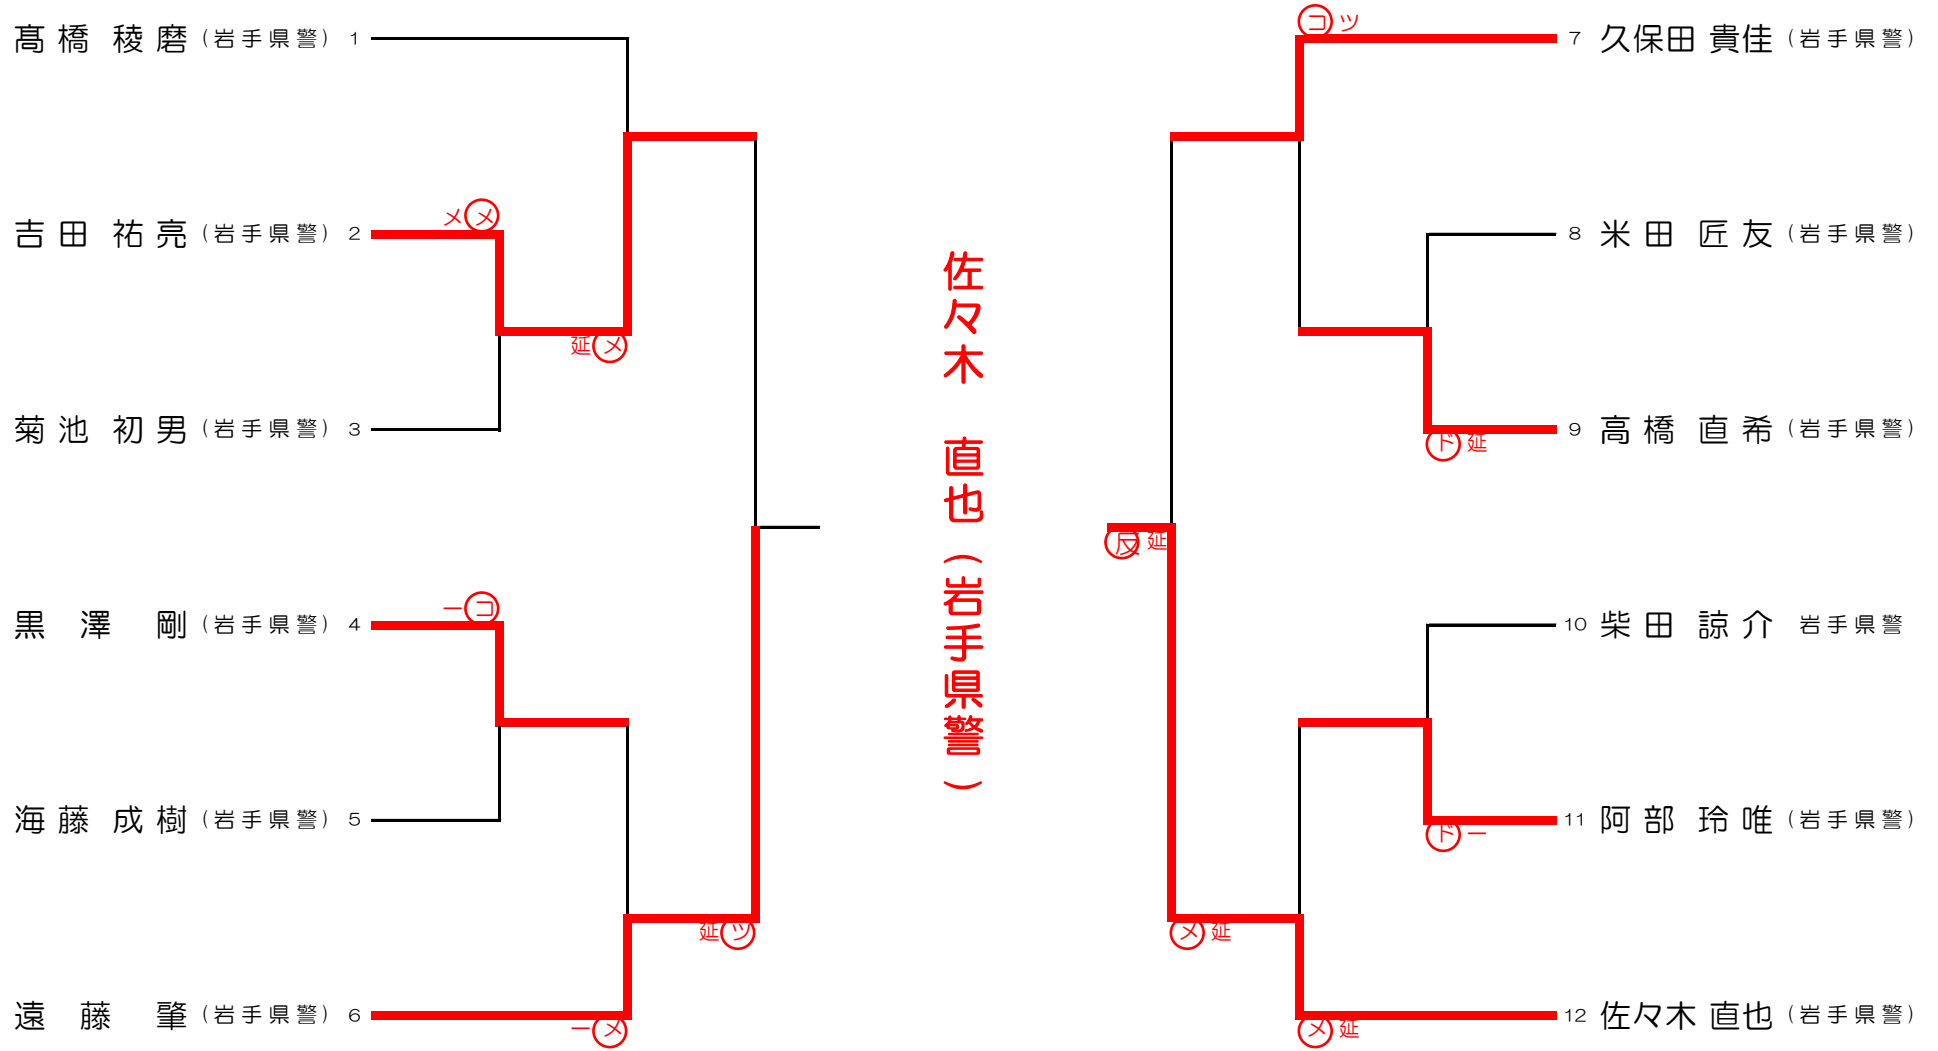 髙橋 稜磨 (岩手県警) 1
メメ
吉田 祐亮 (岩手県警) 2
延メ
菊池 初男 (岩手県警) 3
一コ
黒澤 剛 (岩手県警) 4
海藤 成樹 (岩手県警) 5
延ツ
遠藤 肇 (岩手県警) 6
一メ
佐々木 直也(岩手県警)
コツ
7 久保田 貴佳 (岩手県警)
8 米田 匠友 (岩手県警)
9 高橋 直希 (岩手県警)
ド延
反延
10 柴田 諒介 岩手県警
11 阿部 玲唯 (岩手県警)
ド一
メ延
12 佐々木 直也 (岩手県警)
メ延